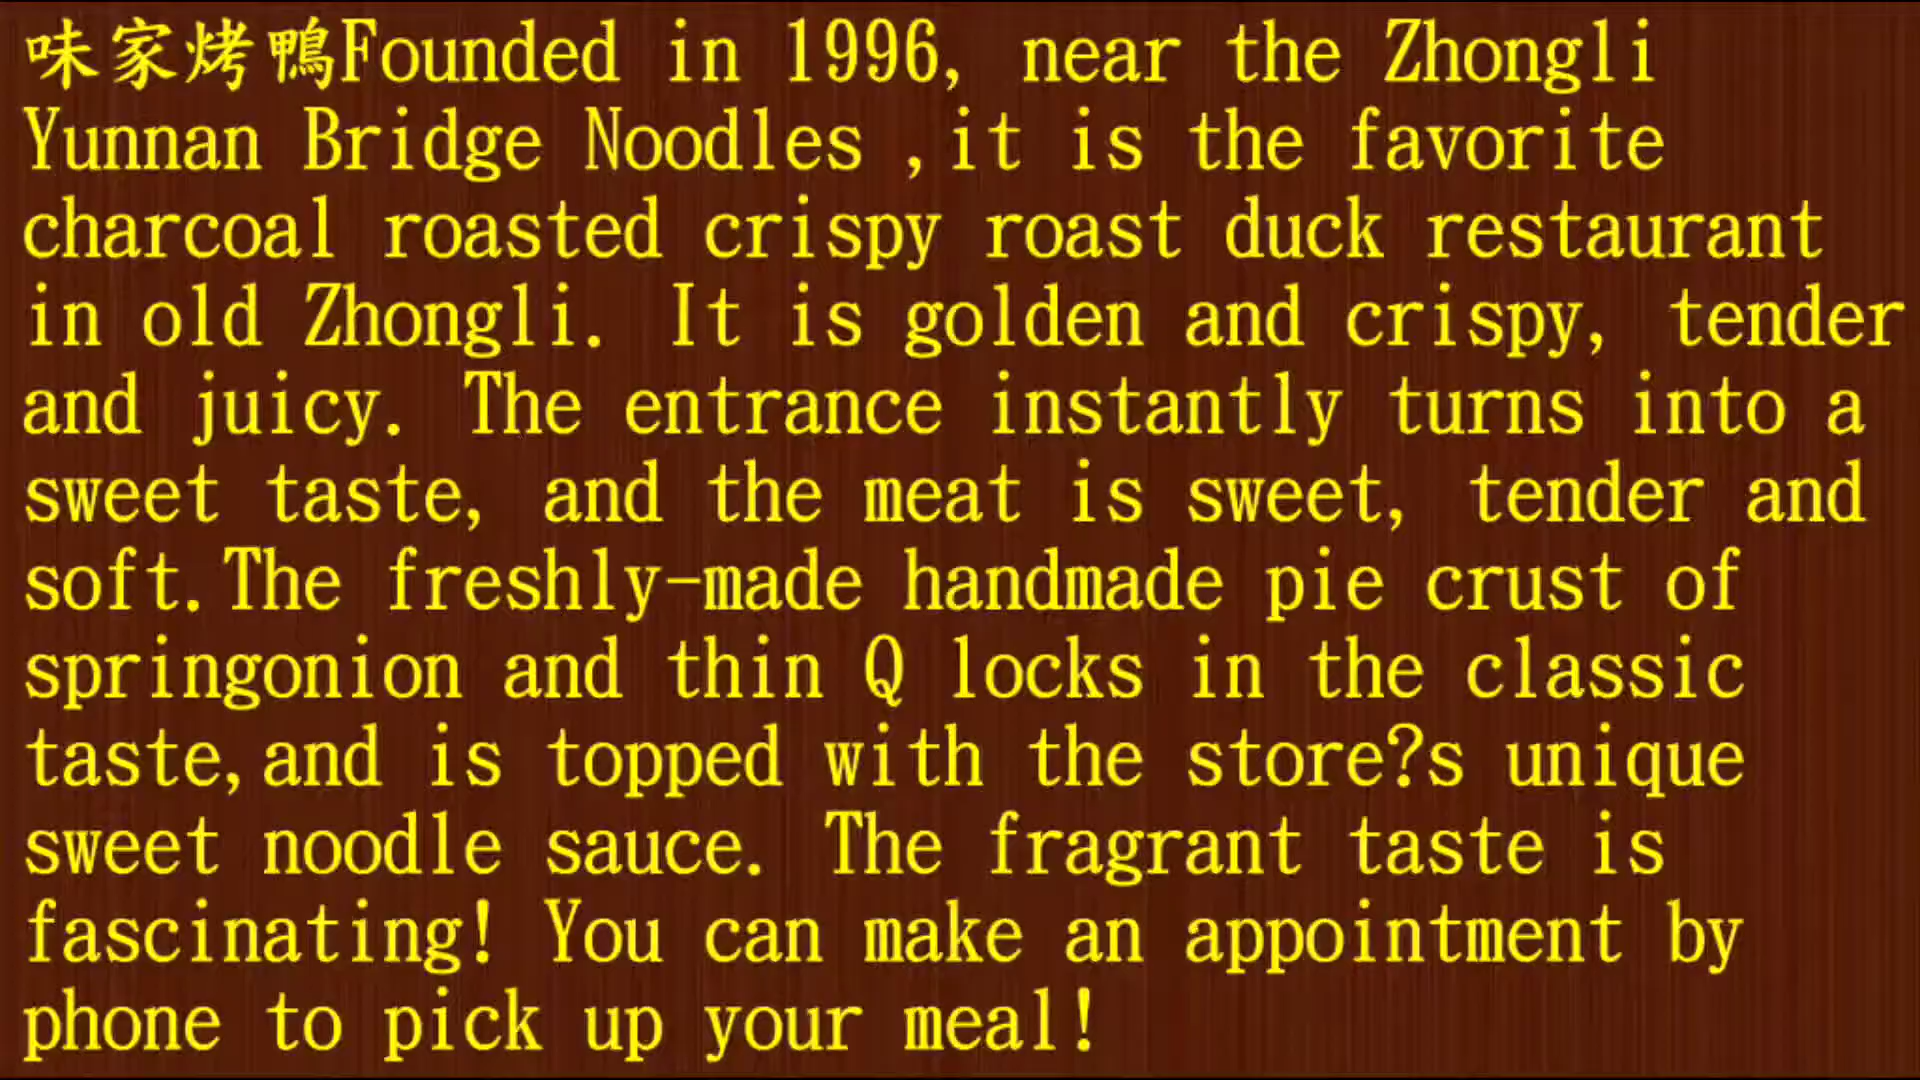 味家烤鴨Founded in 1996, near the Zhongli
Yunnan Bridge Noodles ,it is the favorite
charcoal roasted crispy roast duck restaurant
in old Zhongli. It is golden and crispy, tender
and juicy. The entrance instantly turns into a
sweet taste, and the meat is sweet, tender and
soft.The freshly-made handmade pie crust of
springonion and thin Q locks in the classic
taste,and is topped with the store?s unique
sweet noodle sauce. The fragrant taste is
fascinating! You can make an appointment by
phone to pick up your meal!